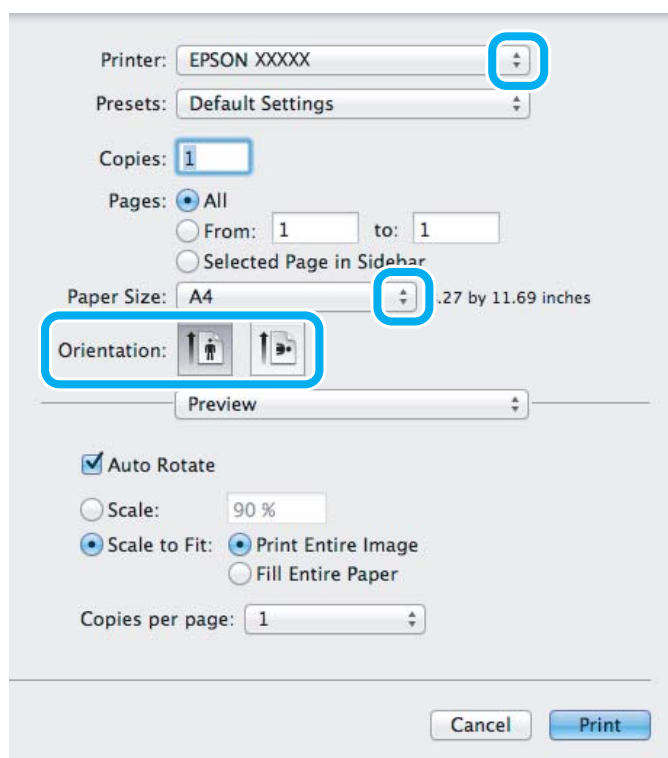 Printer: EPSON XXXXX
Presets: Default Settings
Copies: 1
Pages: All
From: 1 to: 1
Selected Page in Sidebar
Paper Size: A4 .27 by 11.69 inches
Orientation:
Preview
Auto Rotate
Scale: 90 %
Scale to Fit: Print Entire Image
Fill Entire Paper
Copies per page: 1
Cancel Print